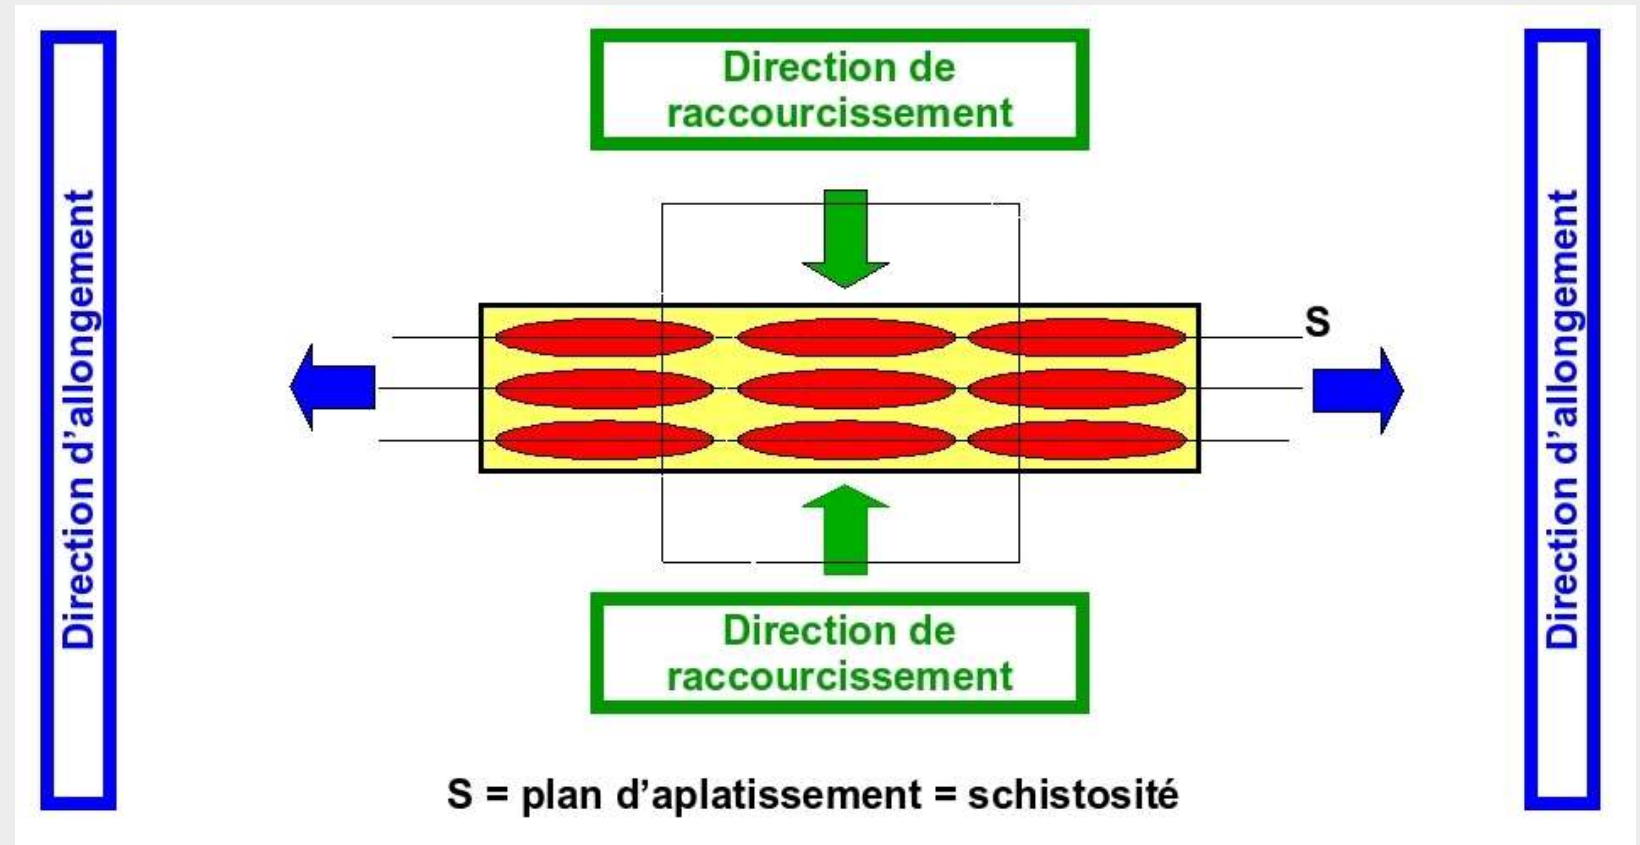 Direction de
raccourcissement
Direction d’allongement
S
Direction d’allongement
Direction de
raccourcissement
S = plan d’aplatissement = schistosité